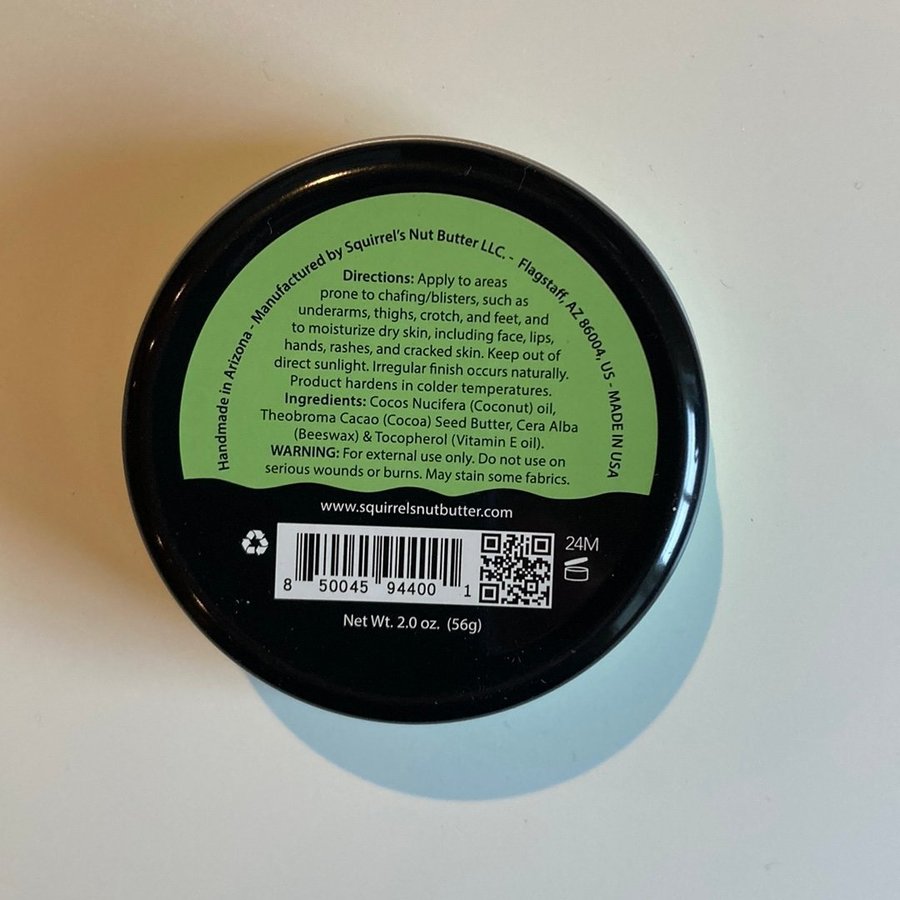 Handmade in Arizona - Manufactured by Squirrel's Nut Butter LLC. - Flagstaff, AZ 86004, US - MADE IN USA
Directions: Apply to areas
prone to chafing/blisters, such as
underarms, thighs, crotch, and feet, and
to moisturize dry skin, including face, lips,
hands, rashes, and cracked skin. Keep out of
direct sunlight. Irregular finish occurs naturally.
Product hardens in colder temperatures.
Ingredients: Cocos Nucifera (Coconut) oil,
Theobroma Cacao (Cocoa) Seed Butter, Cera Alba
(Beeswax) & Tocopherol (Vitamin E oil).
WARNING: For external use only. Do not use on
serious wounds or burns. May stain some fabrics.
www.squirrelsnutbutter.com
24M
8 50045 94400 1
Net Wt. 2.0 oz. (56g)